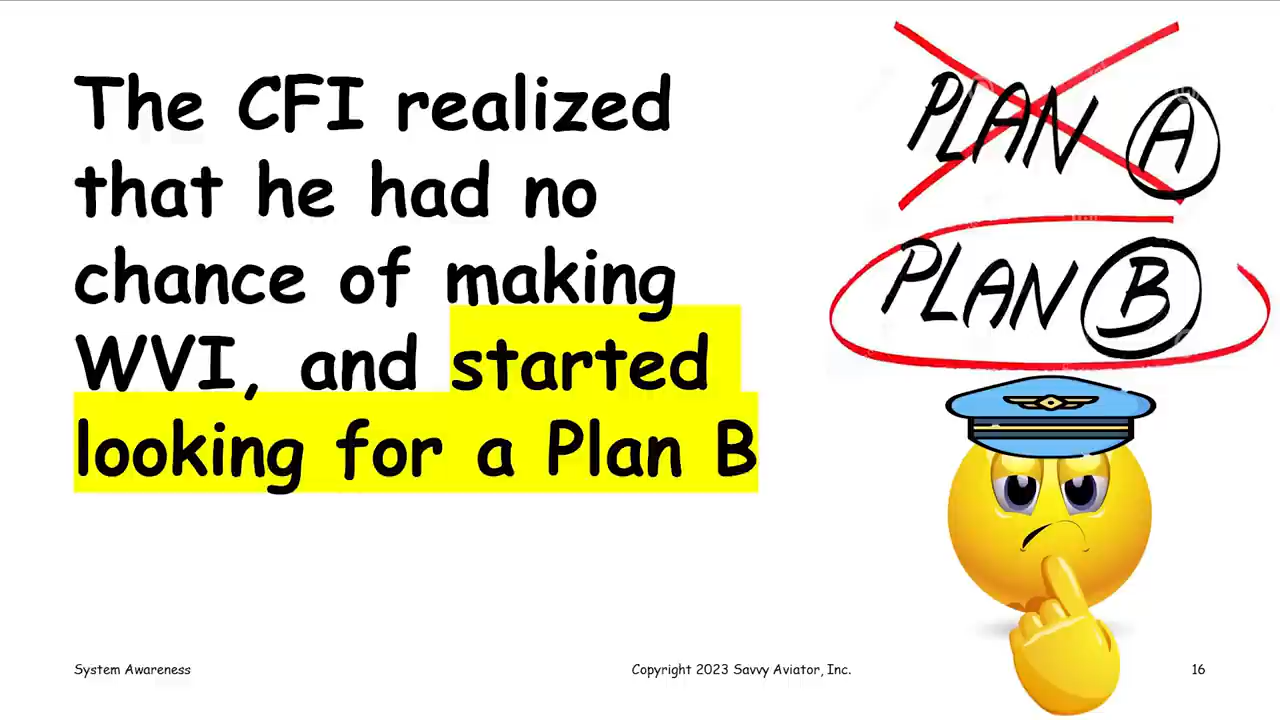 The CFI realized
that he had no
chance of making
WVI, and started
looking for a Plan B
PLAN A
PLAN B
System Awareness
Copyright 2023 Savvy Aviator, Inc.
16